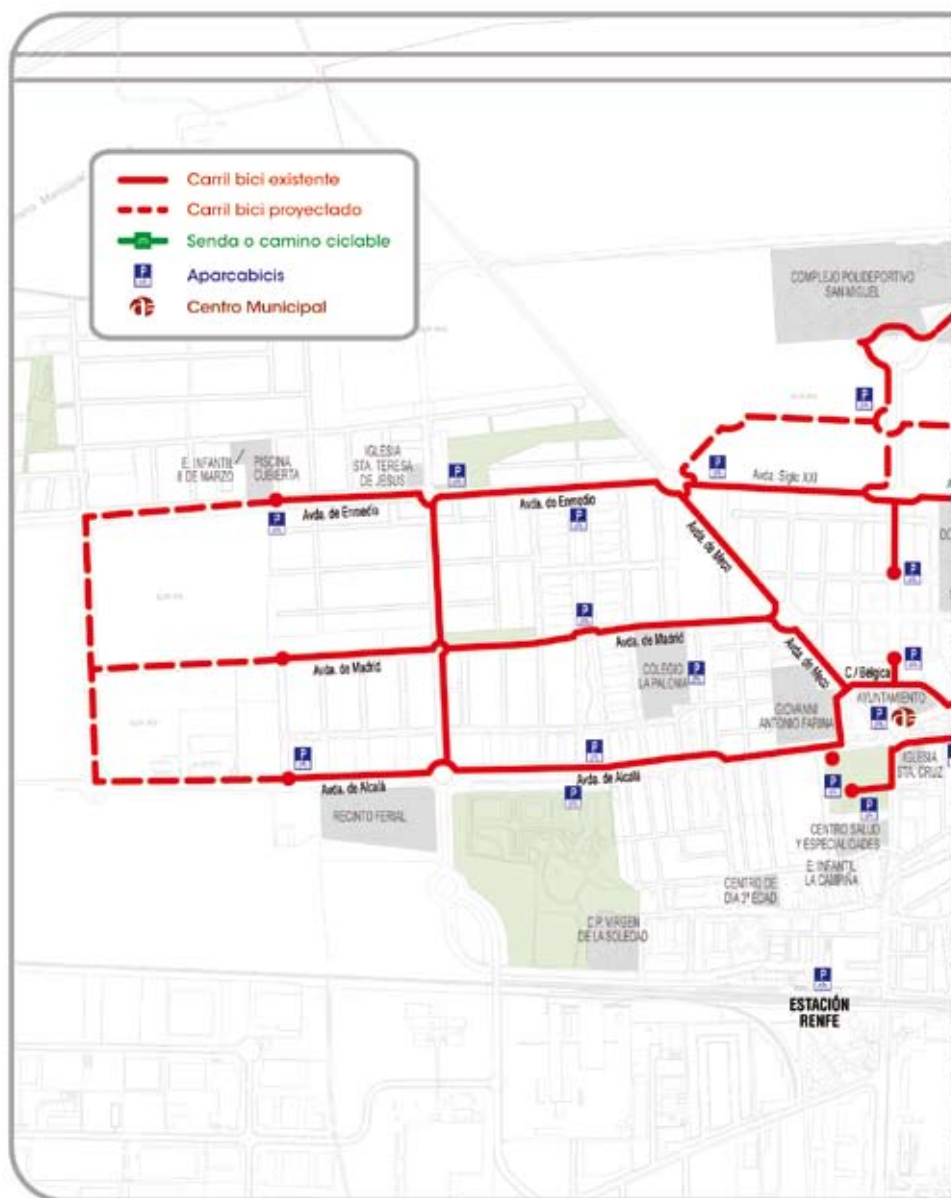 Carril bici existente
Carril bici proyectado
Senda o camino ciclable
P
Aparcabicis
Centro Municipal
COMPLEJO POLIDEPORTIVO
SAN MIGUEL
P
E. INFANTIL
8 DE MARZO
PISCINA
CUBIERTA
IGLESIA
STA. TERESA
DE JESÚS
P
P
Avda. Siglo XXI
Avda. de Enmedio
Avda. de Enmedio
P
P
Avda. de Meco
P
P
Avda. de Madrid
Avda. de Madrid
COLEGIO
LA PALOMA
P
Avda. de Meco
C./ Bélgica
P
AYUNTAMIENTO
P
GIOVANNI
ANTONIO FARINA
IGLESIA
STA. CRUZ
P
P
Avda. de Alcalá
Avda. de Alcalá
P
P
P
RECINTO FERIAL
CENTRO SALUD
Y ESPECIALIDADES
E. INFANTIL
LA CAMPIÑA
CENTRO DE
DIA 3ª EDAD
C.P. VIRGEN
DE LA SOLEDAD
P
ESTACIÓN
RENFE